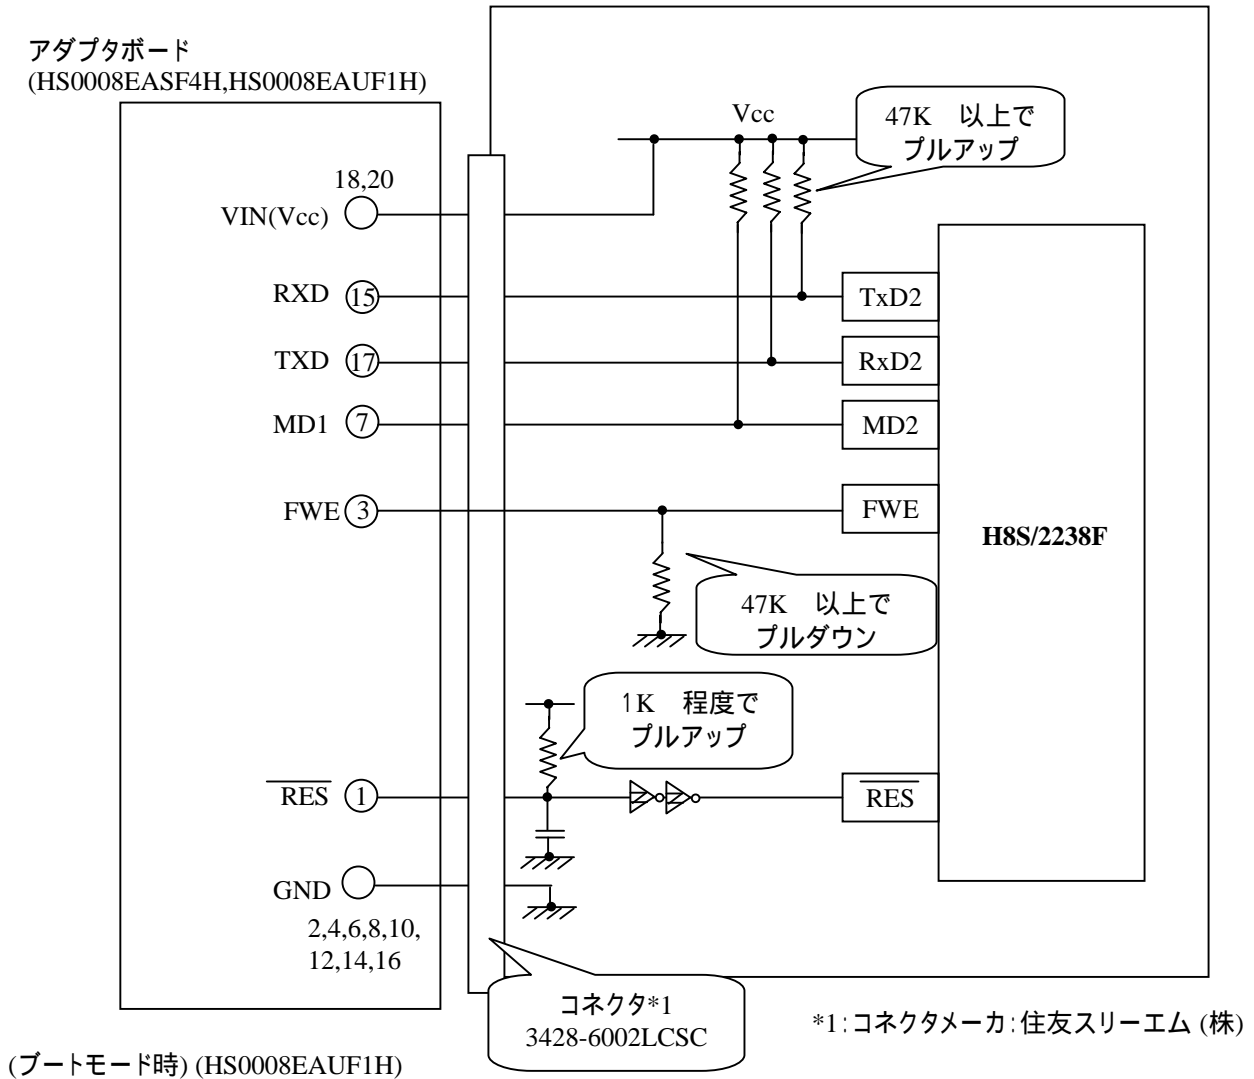 アダプタボード
(HS0008EASF4H,HS0008EAUF1H)
Vcc
47K 以上で
プルアップ
18,20
VIN(Vcc)
RXD
15
TxD2
TXD
17
RxD2
MD1
7
MD2
FWE
3
FWE
H8S/2238F
47K 以上で
プルダウン
1K 程度で
プルアップ
RES
1
RES
GND
2,4,6,8,10,
12,14,16
コネクタ*1
3428-6002LCSC
*1:コネクタメーカ:住友スリーエム (株)
(ブートモード時) (HS0008EAUF1H)